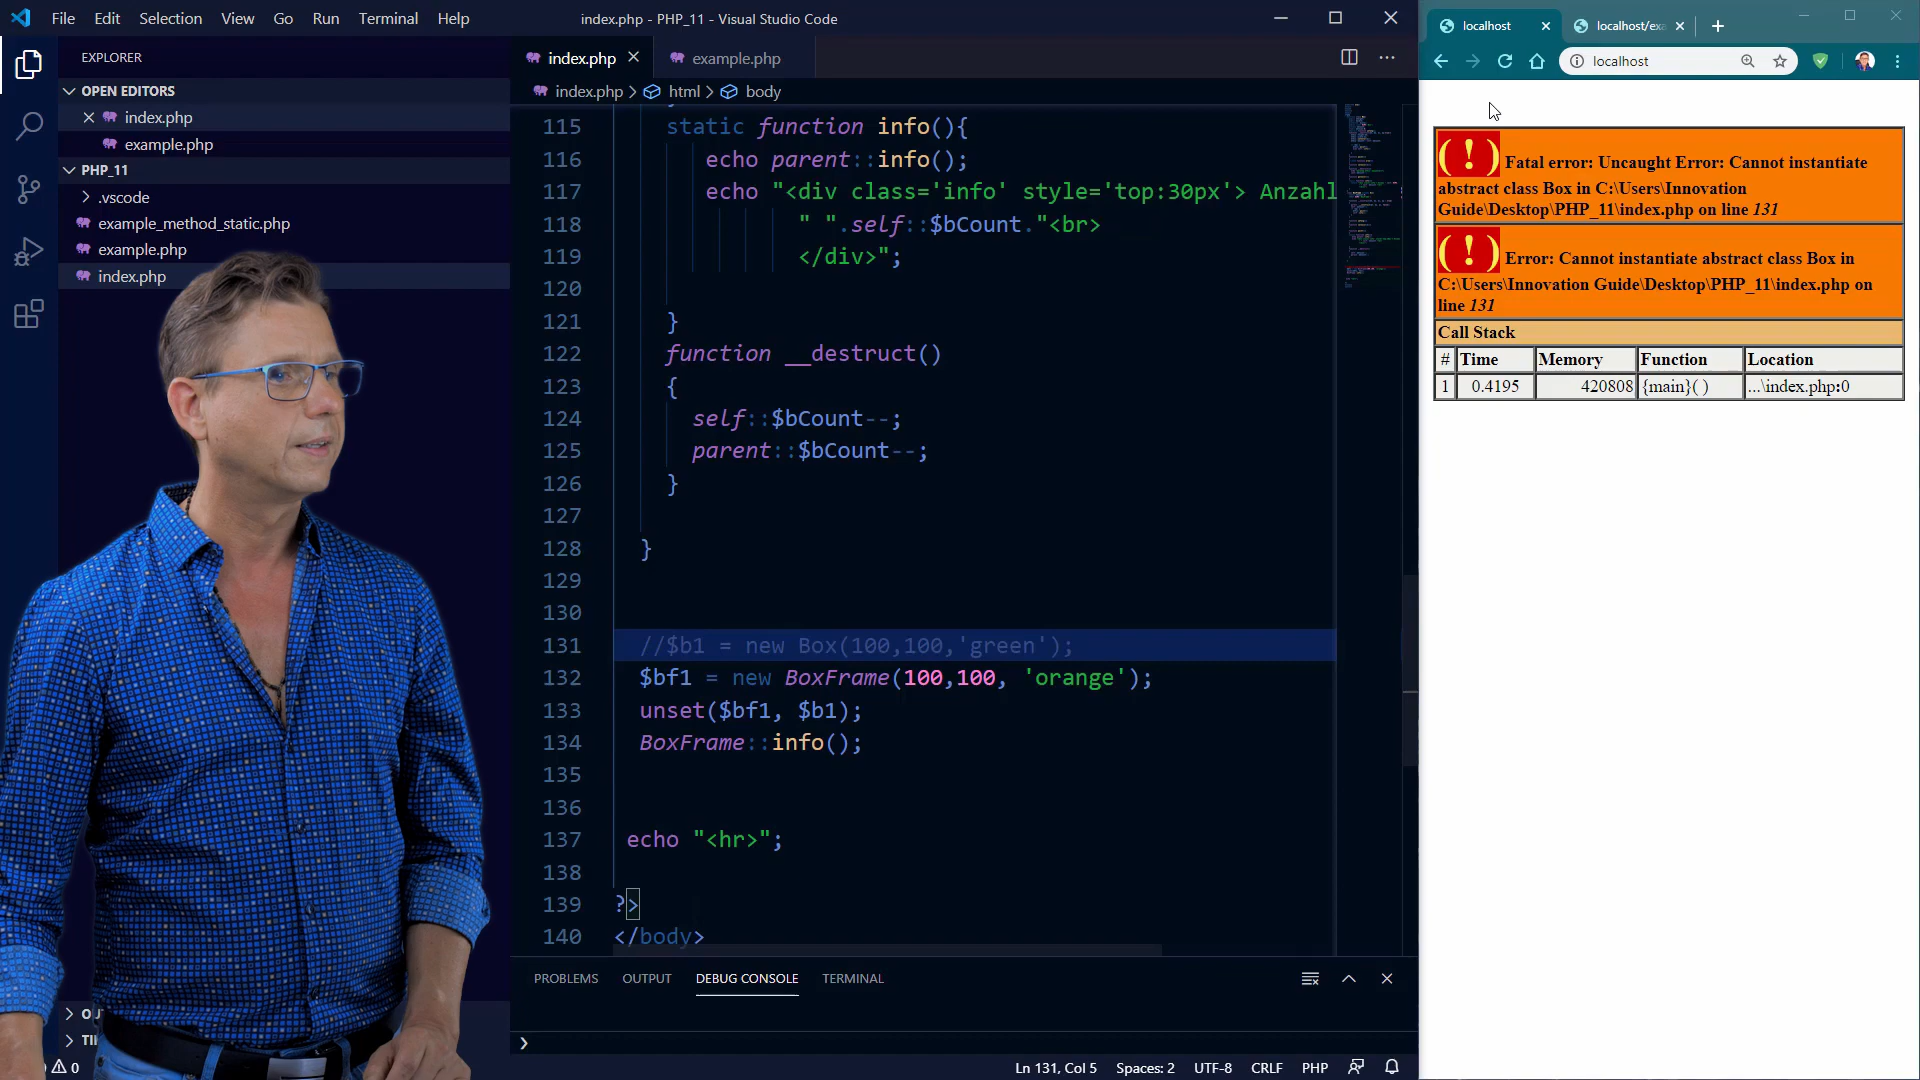 File Edit Selection View Go Run Terminal Help
index.php - PHP_11 - Visual Studio Code
EXPLORER
OPEN EDITORS
index.php
example.php
PHP_11
.vscode
example_method_static.php
example.php
index.php
index.php
example.php
index.php > html > body
115 static function info(){
116 echo parent::info();
117 echo "<div class='info' style='top:30px'> Anzahl
118 " ".self::$bCount."<br>
119 </div>";
120
121 }
122 function __destruct()
123 {
124 self::$bCount--;
125 parent::$bCount--;
126 }
127
128 }
129
130
131 //$b1 = new Box(100,100,'green');
132 $bf1 = new BoxFrame(100,100, 'orange');
133 unset($bf1, $b1);
134 BoxFrame::info();
135
136
137 echo "<hr>";
138
139 ?>
140 </body>
PROBLEMS OUTPUT DEBUG CONSOLE TERMINAL
0
Ln 131, Col 5 Spaces: 2 UTF-8 CRLF PHP
localhost
localhost/exa
localhost
( ! ) Fatal error: Uncaught Error: Cannot instantiate
abstract class Box in C:\Users\Innovation
Guide\Desktop\PHP_11\index.php on line 131
( ! ) Error: Cannot instantiate abstract class Box in
C:\Users\Innovation Guide\Desktop\PHP_11\index.php on
line 131
Call Stack
# Time Memory Function Location
1 0.4195 420808 {main}( ) ...\index.php:0